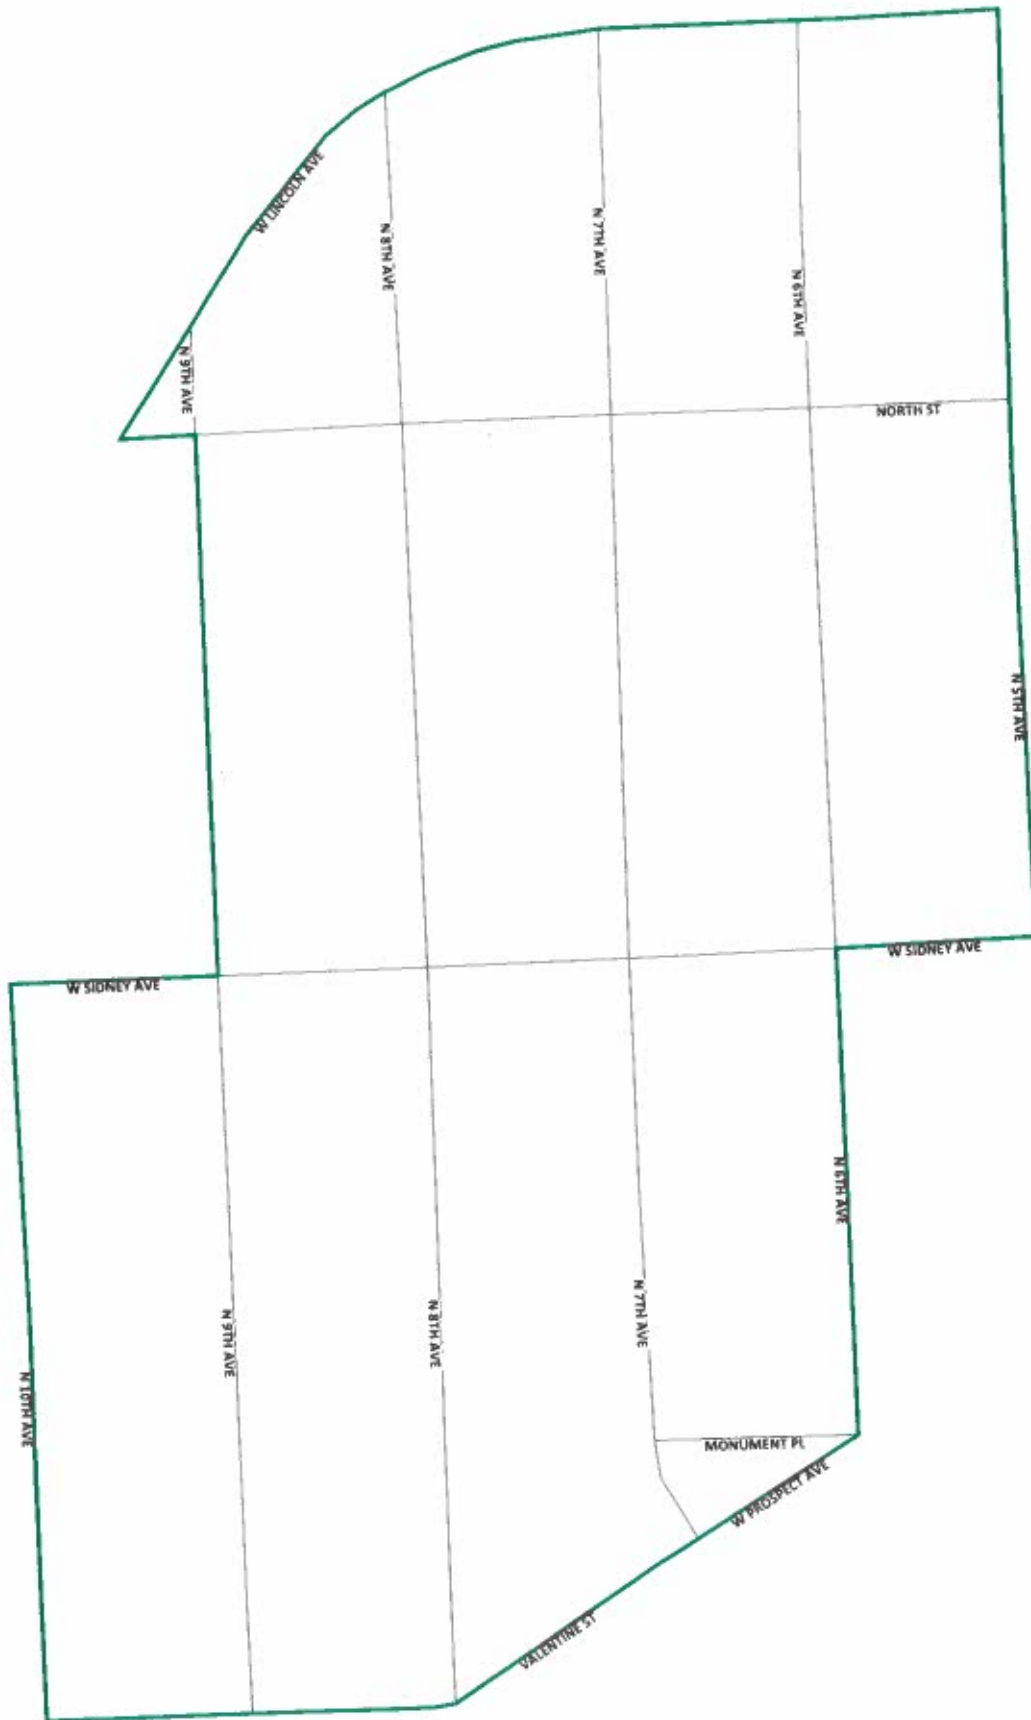 W LINCOLN AVE
N 8TH AVE
N 7TH AVE
N 6TH AVE
N 9TH AVE
NORTH ST
N 5TH AVE
W SIDNEY AVE
W SIDNEY AVE
N 6TH AVE
N 7TH AVE
N 8TH AVE
N 9TH AVE
N 10TH AVE
MONUMENT PL
W PROSPECT AVE
VALENTINE ST